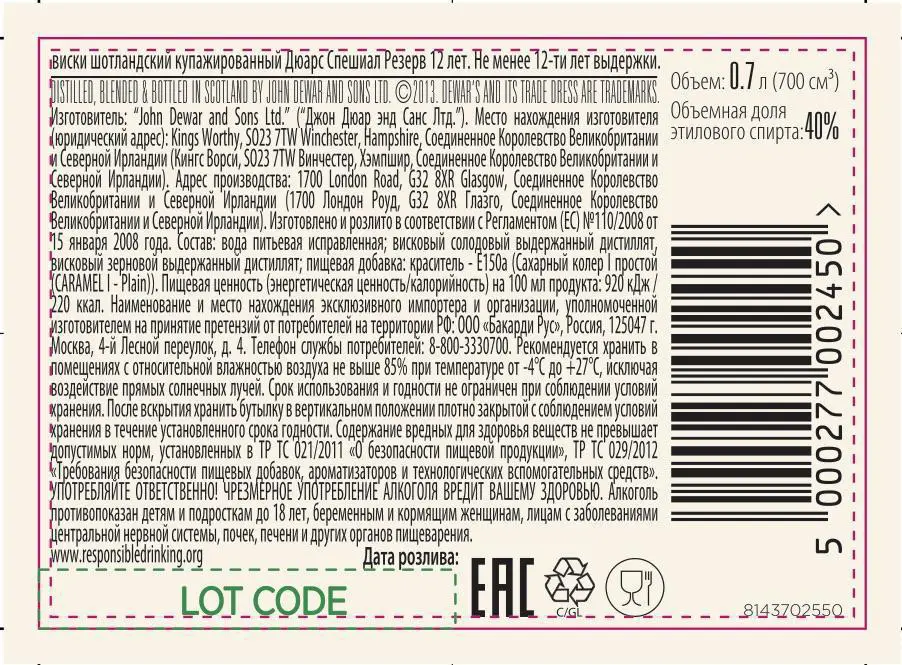 виски шотландский купажированный Дюарс Спешиал Резерв 12 лет. Не менее 12-ти лет выдержки.
DISTILLED, BLENDED & BOTTLED IN SCOTLAND BY JOHN DEWAR AND SONS LTD. ©2013. DEWAR'S AND ITS TRADE DRESS ARE TRADEMARKS.
Изготовитель: “John Dewar and Sons Ltd.” (“Джон Дюар энд Санс Лтд.”). Место нахождения изготовителя
(юридический адрес): Kings Worthy, SO23 7TW Winchester, Hampshire, Соединенное Королевство Великобритании
и Северной Ирландии (Кингс Ворси, SO23 7TW Винчестер, Хэмпшир, Соединенное Королевство Великобритании и
Северной Ирландии). Адрес производства: 1700 London Road, G32 8XR Glasgow, Соединенное Королевство
Великобритании и Северной Ирландии (1700 Лондон Роуд, G32 8XR Глазго, Соединенное Королевство
Великобритании и Северной Ирландии). Изготовлено и розлито в соответствии с Регламентом (ЕС) №110/2008 от
15 января 2008 года. Состав: вода питьевая исправленная; висковый солодовый выдержанный дистиллят,
висковый зерновой выдержанный дистиллят; пищевая добавка: краситель - Е150а (Сахарный колер I простой
(CARAMEL I - Plain)). Пищевая ценность (энергетическая ценность/калорийность) на 100 мл продукта: 920 кДж /
220 ккал. Наименование и место нахождения эксклюзивного импортера и организации, уполномоченной
изготовителем на принятие претензий от потребителей на территории РФ: ООО «Бакарди Рус», Россия, 125047 г.
Москва, 4-й Лесной переулок, д. 4. Телефон службы потребителей: 8-800-3330700. Рекомендуется хранить в
помещениях с относительной влажностью воздуха не выше 85% при температуре от -4°С до +27°С, исключая
воздействие прямых солнечных лучей. Срок использования и годности не ограничен при соблюдении условий
хранения. После вскрытия хранить бутылку в вертикальном положении плотно закрытой с соблюдением условий
хранения в течение установленного срока годности. Содержание вредных для здоровья веществ не превышает
допустимых норм, установленных в ТР ТС 021/2011 «О безопасности пищевой продукции», ТР ТС 029/2012
«Требования безопасности пищевых добавок, ароматизаторов и технологических вспомогательных средств».
УПОТРЕБЛЯЙТЕ ОТВЕТСТВЕННО! ЧРЕЗМЕРНОЕ УПОТРЕБЛЕНИЕ АЛКОГОЛЯ ВРЕДИТ ВАШЕМУ ЗДОРОВЬЮ. Алкоголь
противопоказан детям и подросткам до 18 лет, беременным и кормящим женщинам, лицам с заболеваниями
центральной нервной системы, почек, печени и других органов пищеварения.
www.responsibledrinking.org
Дата розлива:
LOT CODE
EAC
C/GL
Объем: 0.7 л (700 см³)
Объемная доля
этилового спирта: 40%
5 000277 002450 >
8143702550